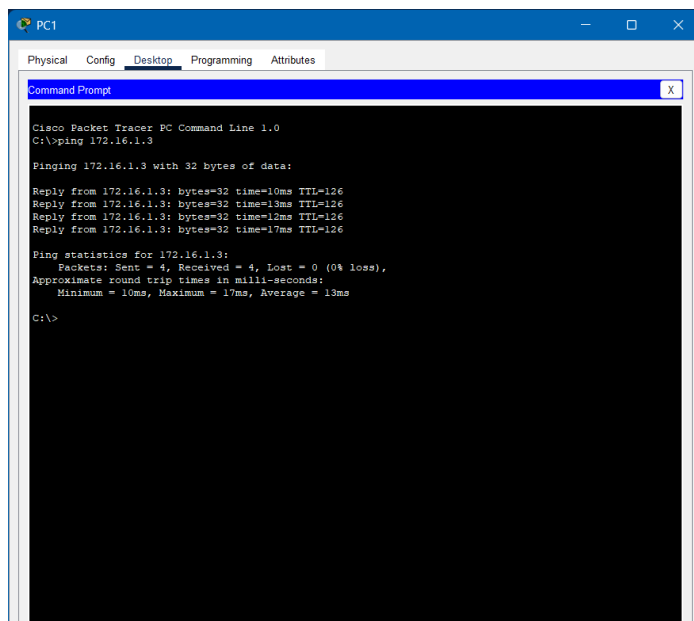 PC1
Physical Config Desktop Programming Attributes
Command Prompt X
Cisco Packet Tracer PC Command Line 1.0
C:\>ping 172.16.1.3
Pinging 172.16.1.3 with 32 bytes of data:
Reply from 172.16.1.3: bytes=32 time=10ms TTL=126
Reply from 172.16.1.3: bytes=32 time=13ms TTL=126
Reply from 172.16.1.3: bytes=32 time=12ms TTL=126
Reply from 172.16.1.3: bytes=32 time=17ms TTL=126
Ping statistics for 172.16.1.3:
Packets: Sent = 4, Received = 4, Lost = 0 (0% loss),
Approximate round trip times in milli-seconds:
Minimum = 10ms, Maximum = 17ms, Average = 13ms
C:\>